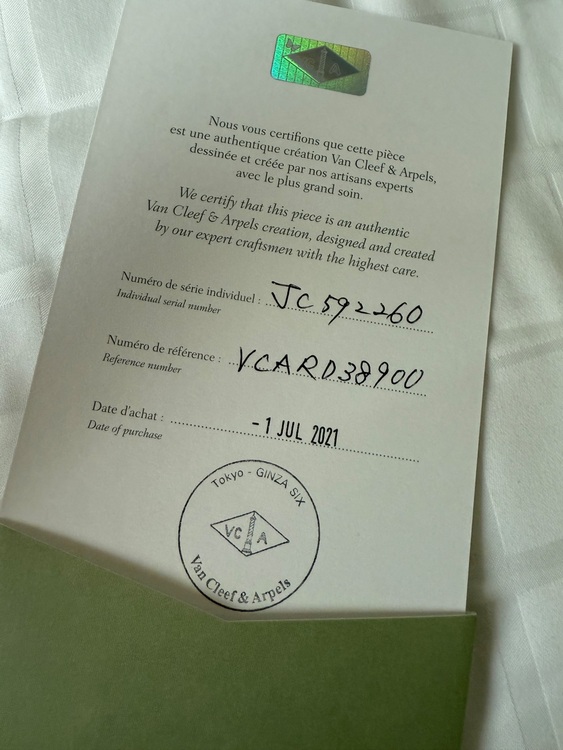 Nous vous certifions que cette pièce
est une authentique création Van Cleef & Arpels,
dessinée et créée par nos artisans experts
avec le plus grand soin.
We certify that this piece is an authentic
Van Cleef & Arpels creation, designed and created
by our expert craftsmen with the highest care.
Numéro de série individuel : JC592260
Individual serial number
Numéro de référence : VCARD38900
Reference number
Date d'achat : -1 JUL 2021
Date of purchase
Tokyo - GINZA SIX
VC A
Van Cleef & Arpels